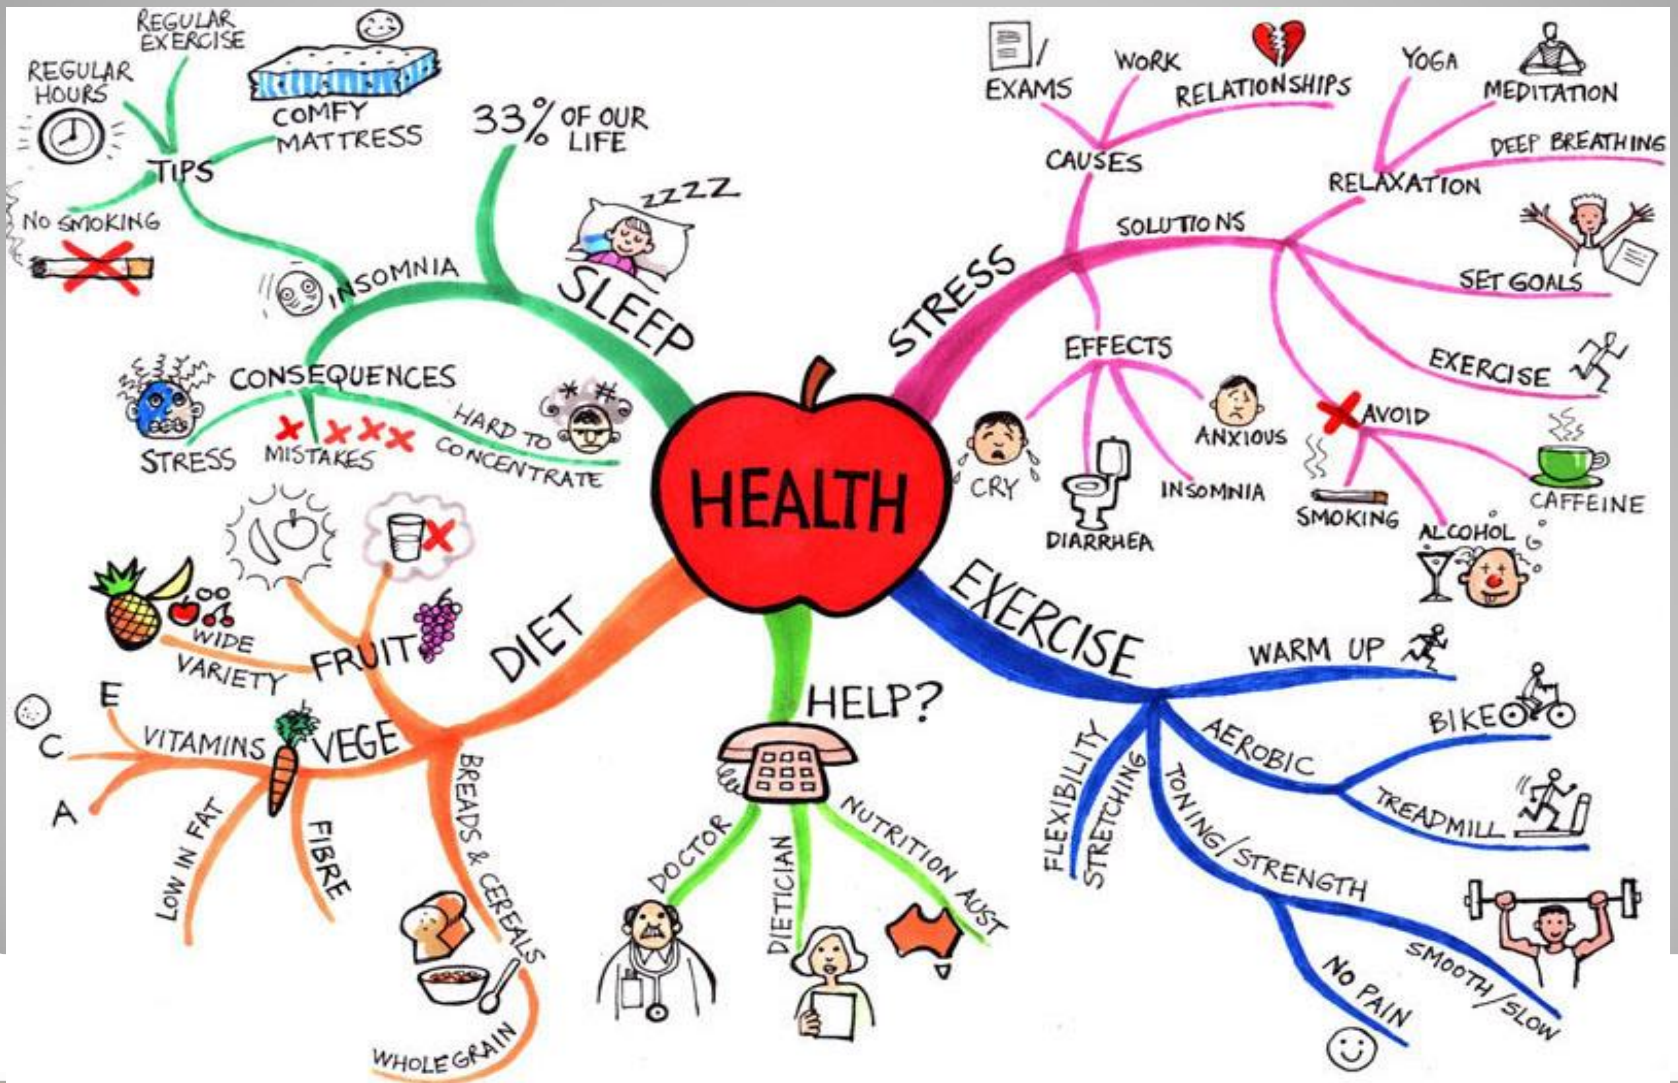 HEALTH
SLEEP
33% OF OUR
LIFE
ZZZZ
INSOMNIA
TIPS
REGULAR
HOURS
REGULAR
EXERCISE
COMFY
MATTRESS
NO SMOKING
CONSEQUENCES
STRESS
MISTAKES
HARD TO
CONCENTRATE
STRESS
CAUSES
EXAMS
WORK
RELATIONSHIPS
SOLUTIONS
RELAXATION
YOGA
MEDITATION
DEEP BREATHING
SET GOALS
EXERCISE
AVOID
SMOKING
ALCOHOL
CAFFEINE
EFFECTS
CRY
DIARRHEA
INSOMNIA
ANXIOUS
EXERCISE
WARM UP
AEROBIC
BIKE
TREADMILL
TONING/STRENGTH
SMOOTH/SLOW
NO PAIN
FLEXIBILITY
STRETCHING
HELP?
DOCTOR
DIETICIAN
NUTRITION AUST
DIET
FRUIT
WIDE
VARIETY
VEGE
VITAMINS
E
C
A
LOW IN FAT
FIBRE
BREADS & CEREALS
WHOLEGRAIN